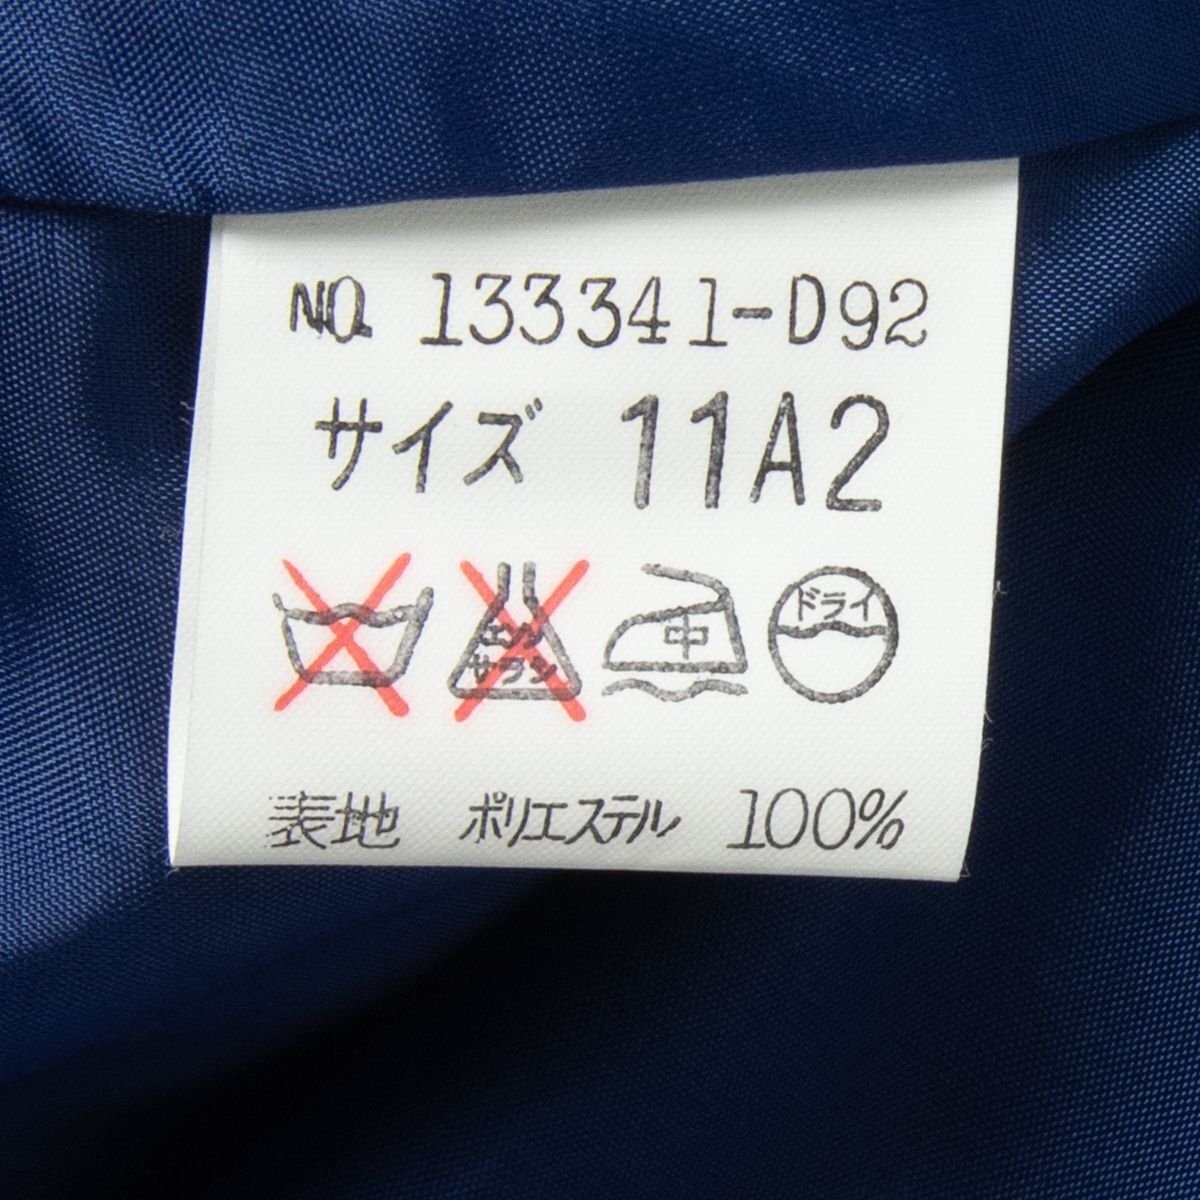 NO. 133341-D92
サイズ 11A2
エンソ サラシ 中 ドライ
表地 ポリエステル 100%